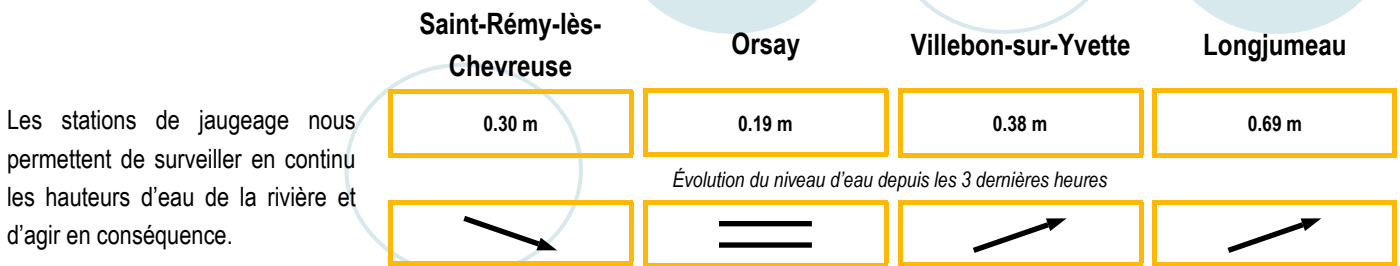 Saint-Rémy-lès-
Chevreuse
Orsay
Villebon-sur-Yvette
Longjumeau
Les stations de jaugeage nous
permettent de surveiller en continu
les hauteurs d’eau de la rivière et
d’agir en conséquence.
0.30 m
0.19 m
0.38 m
0.69 m
Évolution du niveau d’eau depuis les 3 dernières heures